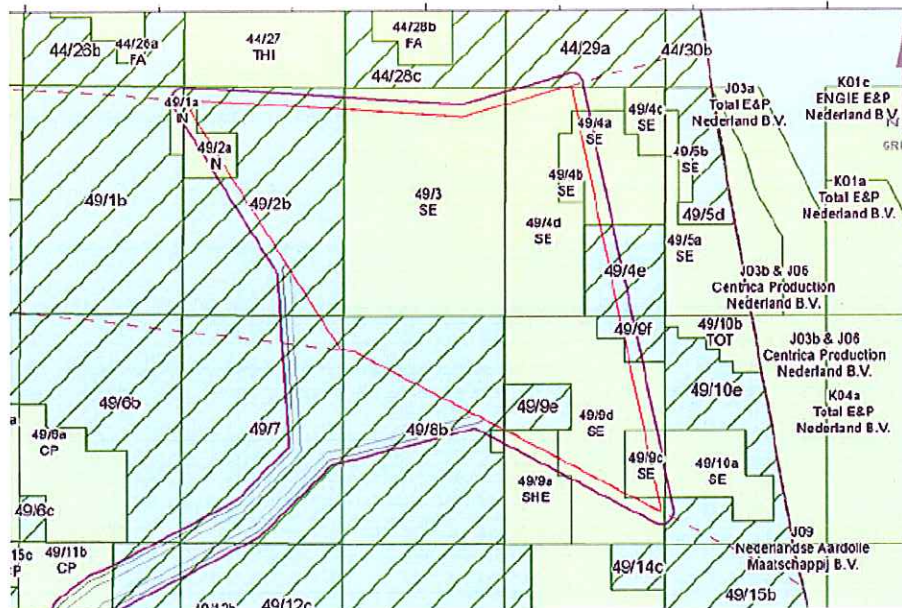 44/26b
44/26a
FA
44/27
THI
44/28b
FA
44/28c
44/29a
44/30b
J03a
Total E&P
Nederland B.V.
K01c
ENGIE E&P
Nederland B.V.
49/1a
N
49/2a
N
49/4a
SE
49/4c
SE
49/5b
SE
49/4b
SE
K01a
Total E&P
Nederland B.V.
49/1b
49/2b
49/3
SE
49/4d
SE
49/5d
49/5a
SE
49/4e
J03b & J06
Centrica Production
Nederland B.V.
49/9f
49/10b
TOT
J03b & J06
Centrica Production
Nederland B.V.
49/6b
49/9e
49/10e
K04a
Total E&P
Nederland B.V.
49/9d
SE
49/7
49/8b
CP
49/9c
SE
49/10a
SE
49/9a
SHE
49/6c
15c
49/11b
CP
J09
Nederlandse Aardolie
Maatschappij B.V.
49/14c
49/15b
49/12c